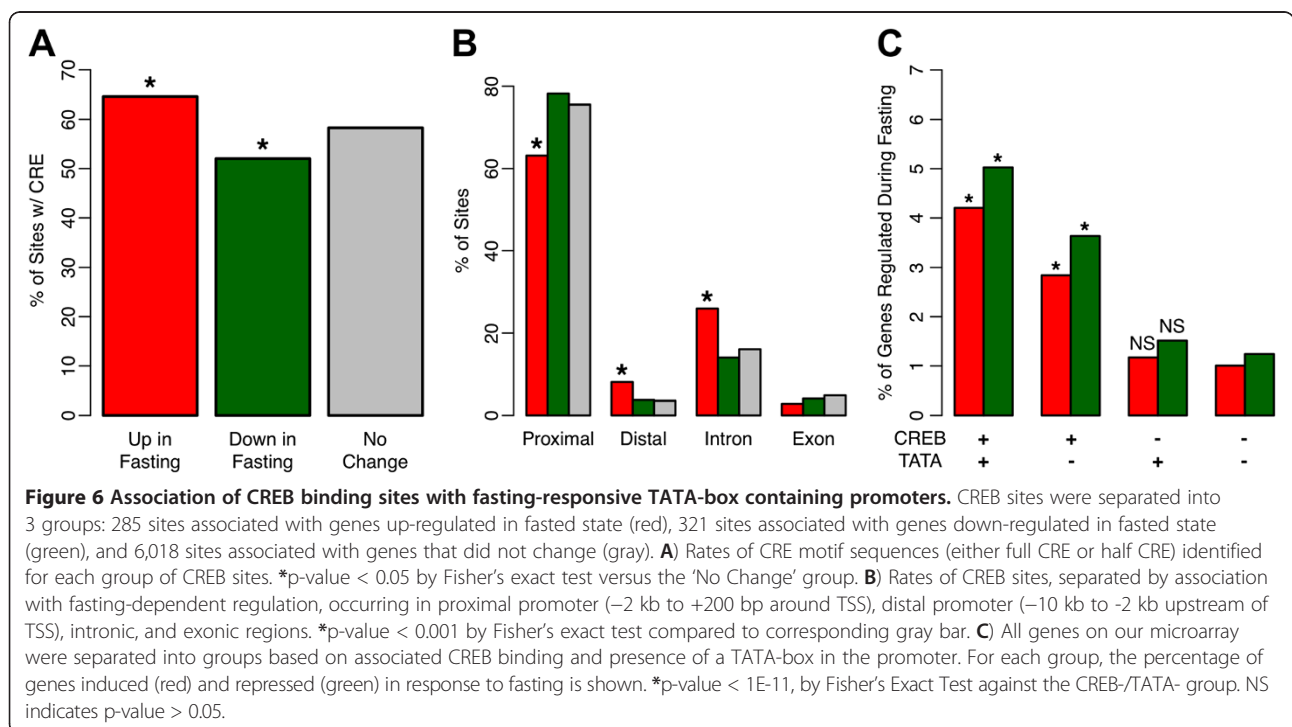 A
% of Sites w/ CRE
70
60
50
40
30
20
10
0
*
*
Up in Fasting
Down in Fasting
No Change
B
% of Sites
80
60
40
20
0
*
*
*
Proximal
Distal
Intron
Exon
C
% of Genes Regulated During Fasting
7
6
5
4
3
2
1
0
*
*
*
*
NS
NS
CREB + + - -
TATA + - + -
Figure 6 Association of CREB binding sites with fasting-responsive TATA-box containing promoters. CREB sites were separated into
3 groups: 285 sites associated with genes up-regulated in fasted state (red), 321 sites associated with genes down-regulated in fasted state
(green), and 6,018 sites associated with genes that did not change (gray). A) Rates of CRE motif sequences (either full CRE or half CRE) identified
for each group of CREB sites. *p-value < 0.05 by Fisher's exact test versus the 'No Change' group. B) Rates of CREB sites, separated by association
with fasting-dependent regulation, occurring in proximal promoter (−2 kb to +200 bp around TSS), distal promoter (−10 kb to -2 kb upstream of
TSS), intronic, and exonic regions. *p-value < 0.001 by Fisher's exact test compared to corresponding gray bar. C) All genes on our microarray
were separated into groups based on associated CREB binding and presence of a TATA-box in the promoter. For each group, the percentage of
genes induced (red) and repressed (green) in response to fasting is shown. *p-value < 1E-11, by Fisher's Exact Test against the CREB-/TATA- group. NS
indicates p-value > 0.05.